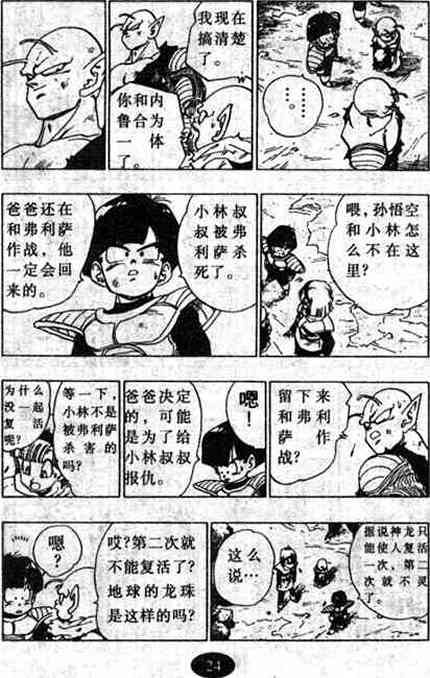 ……
我现在
搞清楚
了。
你和内
鲁合为
一体
了。
喂，孙悟空
和小林怎
么不在这
里？
小林叔
叔被弗
利萨杀
死了。
爸爸还在
和弗利萨
作战，他
一定会回
来的。
留下来
和弗利
萨作
战？
嗯！
爸爸决定
的，可能
是为了给
小林叔叔
报仇。
等一下，
小林不是
被弗利萨
杀害的
吗？
为什么
没一起
复活
呢？
据说神龙只
能使人复活
一次，第二
次就不灵
了。
这么
说…
哎？第二次就
不能复活了？
地球的龙珠
是这样的吗？
嗯？
24